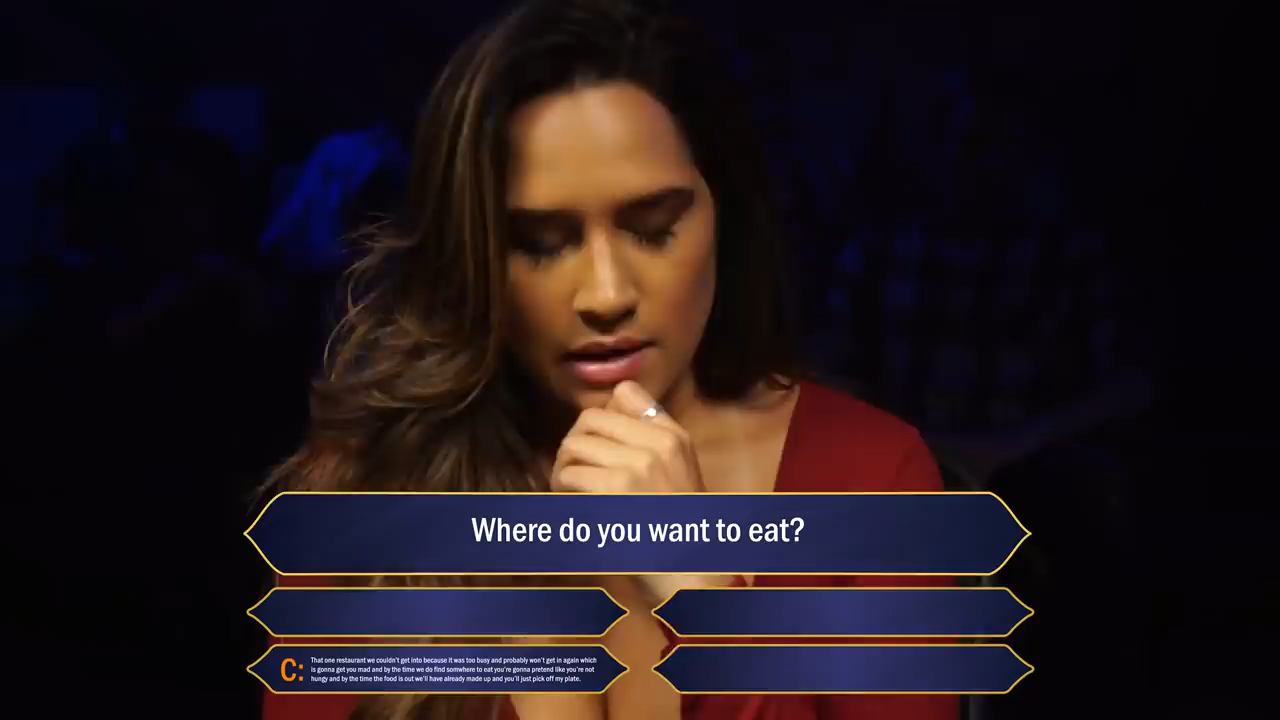 Where do you want to eat?
C: That one restaurant we couldn't get into because it was too busy and probably won't get in again which
is gonna get you mad and by the time we do find somwhere to eat you're gonna pretend like you're not
hungy and by the time the food is out we'll have already made up and you'll just pick off my plate.